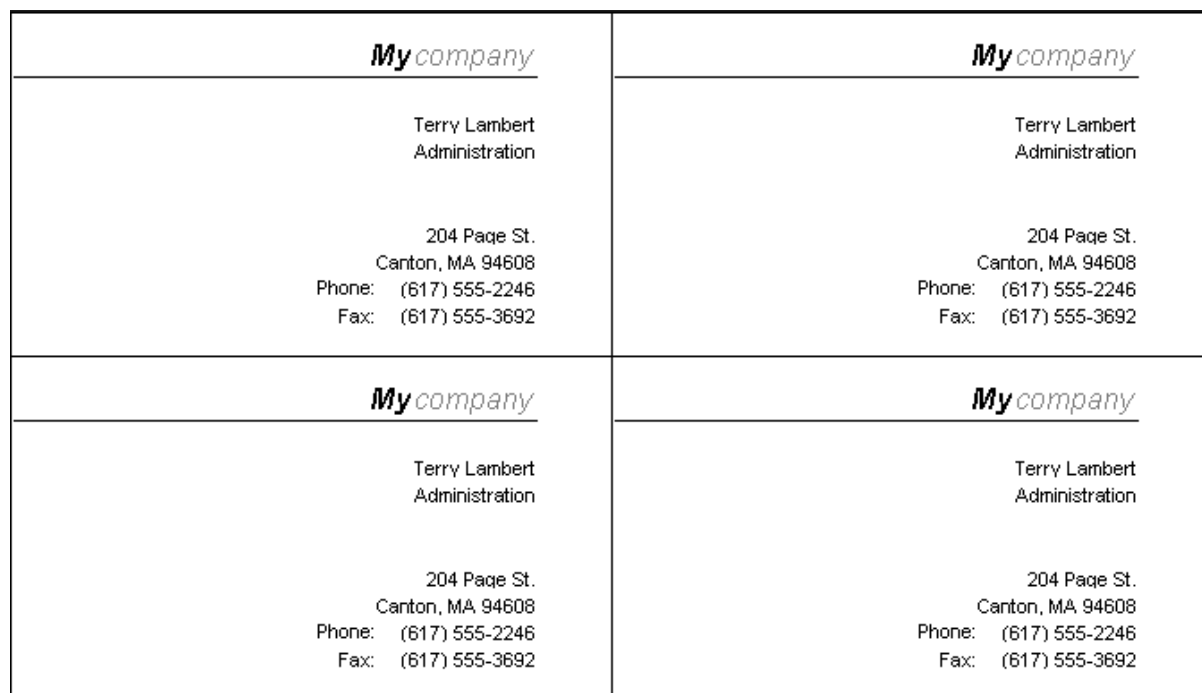 My company
Terry Lambert
Administration
204 Page St.
Canton, MA 94608
Phone: (617) 555-2246
Fax: (617) 555-3692
My company
Terry Lambert
Administration
204 Page St.
Canton, MA 94608
Phone: (617) 555-2246
Fax: (617) 555-3692
My company
Terry Lambert
Administration
204 Page St.
Canton, MA 94608
Phone: (617) 555-2246
Fax: (617) 555-3692
My company
Terry Lambert
Administration
204 Page St.
Canton, MA 94608
Phone: (617) 555-2246
Fax: (617) 555-3692